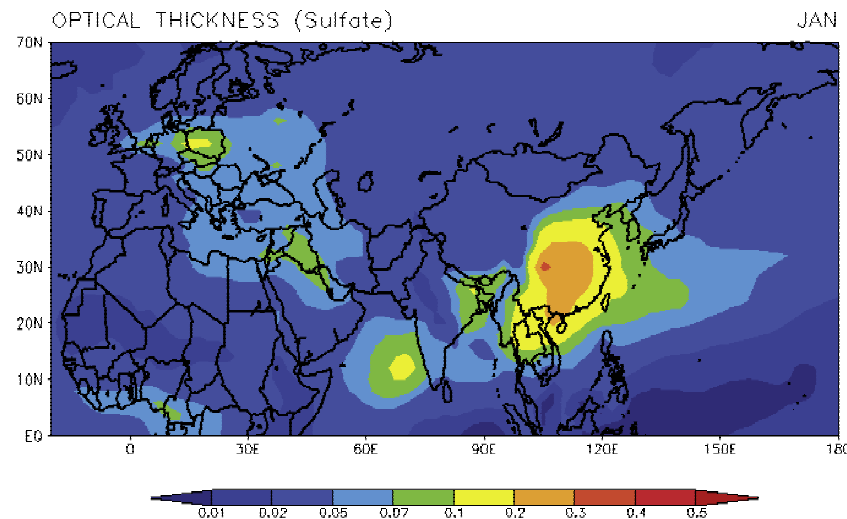 OPTICAL THICKNESS (Sulfate) JAN
70N
60N
50N
40N
30N
20N
10N
EQ
0 30E 60E 90E 120E 150E 180
0.01 0.02 0.05 0.07 0.1 0.2 0.3 0.4 0.5